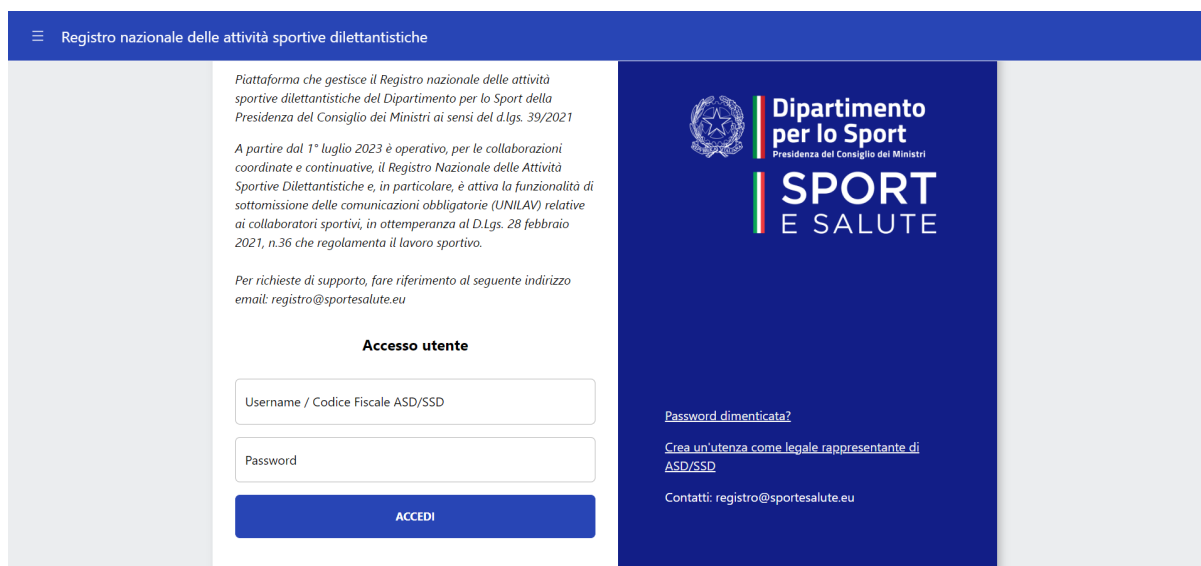 ☰ Registro nazionale delle attività sportive dilettantistiche
Piattaforma che gestisce il Registro nazionale delle attività
sportive dilettantistiche del Dipartimento per lo Sport della
Presidenza del Consiglio dei Ministri ai sensi del d.lgs. 39/2021
A partire dal 1° luglio 2023 è operativo, per le collaborazioni
coordinate e continuative, il Registro Nazionale delle Attività
Sportive Dilettantistiche e, in particolare, è attiva la funzionalità di
sottomissione delle comunicazioni obbligatorie (UNILAV) relative
ai collaboratori sportivi, in ottemperanza al D.Lgs. 28 febbraio
2021, n.36 che regolamenta il lavoro sportivo.
Per richieste di supporto, fare riferimento al seguente indirizzo
email: registro@sportesalute.eu
Accesso utente
Username / Codice Fiscale ASD/SSD
Password
ACCEDI
Dipartimento
per lo Sport
Presidenza del Consiglio dei Ministri
SPORT
E SALUTE
Password dimenticata?
Crea un'utenza come legale rappresentante di
ASD/SSD
Contatti: registro@sportesalute.eu